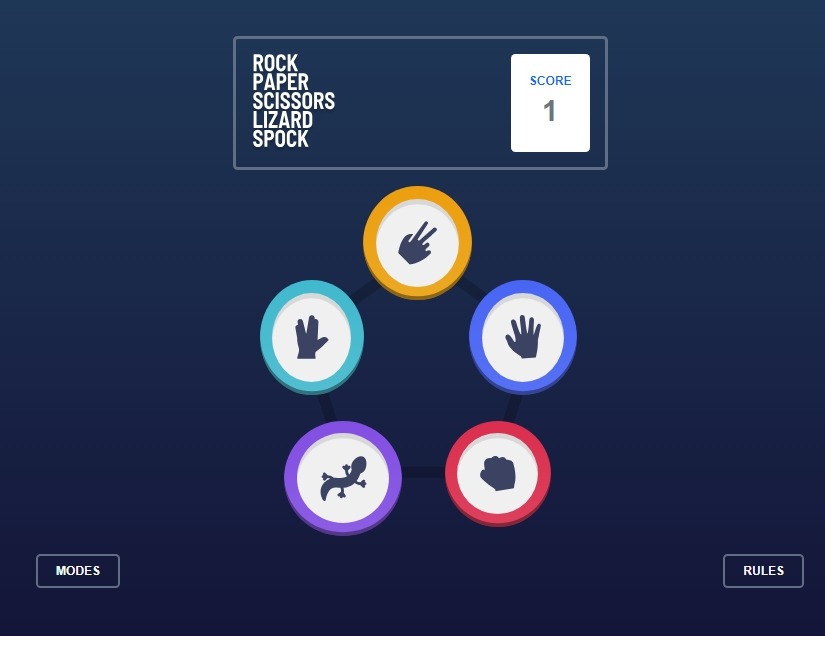 ROCK
PAPER
SCISSORS
LIZARD
SPOCK
SCORE
1
MODES
RULES